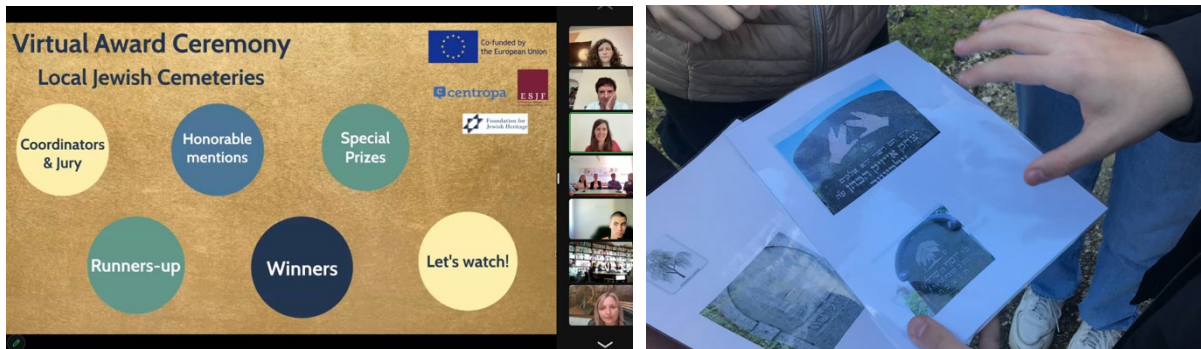 Virtual Award Ceremony
Local Jewish Cemeteries
Co-funded by
the European Union
centropa
ESJF
Foundation for
Jewish Heritage
Coordinators
& Jury
Honorable
mentions
Special
Prizes
Runners-up
Winners
Let's watch!